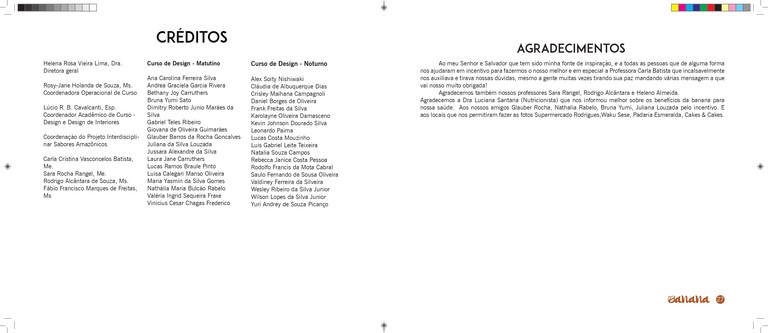 CRÉDITOS
Helena Rosa Vieira Lima, Dra.
Diretora geral
Rosy-Jane Holanda de Souza, Ms.
Coordenadora Operacional de Curso
Lúcio R. B. Cavalcanti, Esp.
Coordenador Acadêmico de Curso -
Design e Design de Interiores
Coordenação do Projeto Interdiscipli-
nar Sabores Amazônicos
Carla Cristina Vasconcelos Batista,
Me.
Sara Rocha Rangel, Me.
Rodrigo Alcântara de Souza, Ms.
Fábio Francisco Marques de Freitas,
Ms
Curso de Design - Matutino
Ana Carolina Ferreira Silva
Andrea Graciela Garcia Rivera
Bethany Joy Carruthers
Bruna Yumi Sato
Dimitry Roberto Junio Marães da
Silva
Gabriel Teles Ribeiro
Giovana de Oliveira Guimarães
Glauber Barros da Rocha Goncalves
Juliana da Silva Louzada
Jussara Alexandre da Silva
Laura Jane Carruthers
Lucas Ramos Braule Pinto
Luisa Calegari Manso Oliveira
Maria Yasmin da Silva Gomes
Nathália Maria Bulcão Rabelo
Valéria Ingrid Sequeira Fraxe
Vinicius Cesar Chagas Frederico
Curso de Design - Noturno
Alex Soity Nishiwaki
Cláudia de Albuquerque Dias
Crisley Maihana Campagnoli
Daniel Borges de Oliveira
Frank Freitas da Silva
Karolayne Oliveira Damasceno
Kevin Johnson Dourado Silva
Leonardo Paima
Lucas Costa Mouzinho
Luis Gabriel Leite Teixeira
Natalia Souza Campos
Rebecca Janice Costa Pessoa
Rodolfo Francis da Mota Cabral
Saulo Fernando de Sousa Oliveira
Valdiney Ferreira da Silveira
Wesley Ribeiro da Silva Junior
Wilson Lopes da Silva Junior
Yuri Andrey de Souza Picanço
AGRADECIMENTOS
Ao meu Senhor e Salvador que tem sido minha fonte de inspiração, e a todas as pessoas que de alguma forma
nos ajudaram em incentivo para fazermos o nosso melhor e em especial a Professora Carla Batista que incalsavelmente
nos auxiliava e tirava nossas dúvidas, mesmo a gente muitas vezes tirando sua paz mandando várias mensagem a que
vai nosso muito obrigada!
Agradecemos também nossos professores Sara Rangel, Rodrigo Alcântara e Heleno Almeida.
Agradecemos a Dra Luciana Santana (Nutricionista) que nos informou melhor sobre os benefícios da banana para
nossa saúde. Aos nossos amigos Glauber Rocha, Nathalia Rabelo, Bruna Yumi, Juliana Louzada pelo incentivo. E
aos locais que nos permitiram fazer as fotos Supermercado Rodrigues,Waku Sese, Padaria Esmeralda, Cakes & Cakes.
Banana 27